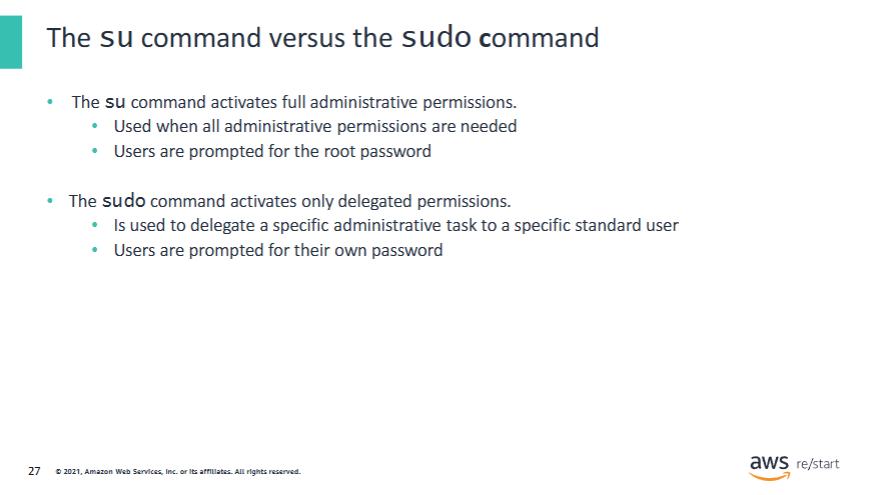 The su command versus the sudo command
• The su command activates full administrative permissions.
• Used when all administrative permissions are needed
• Users are prompted for the root password
• The sudo command activates only delegated permissions.
• Is used to delegate a specific administrative task to a specific standard user
• Users are prompted for their own password
27 © 2021, Amazon Web Services, Inc. or its affiliates. All rights reserved.
aws re/start